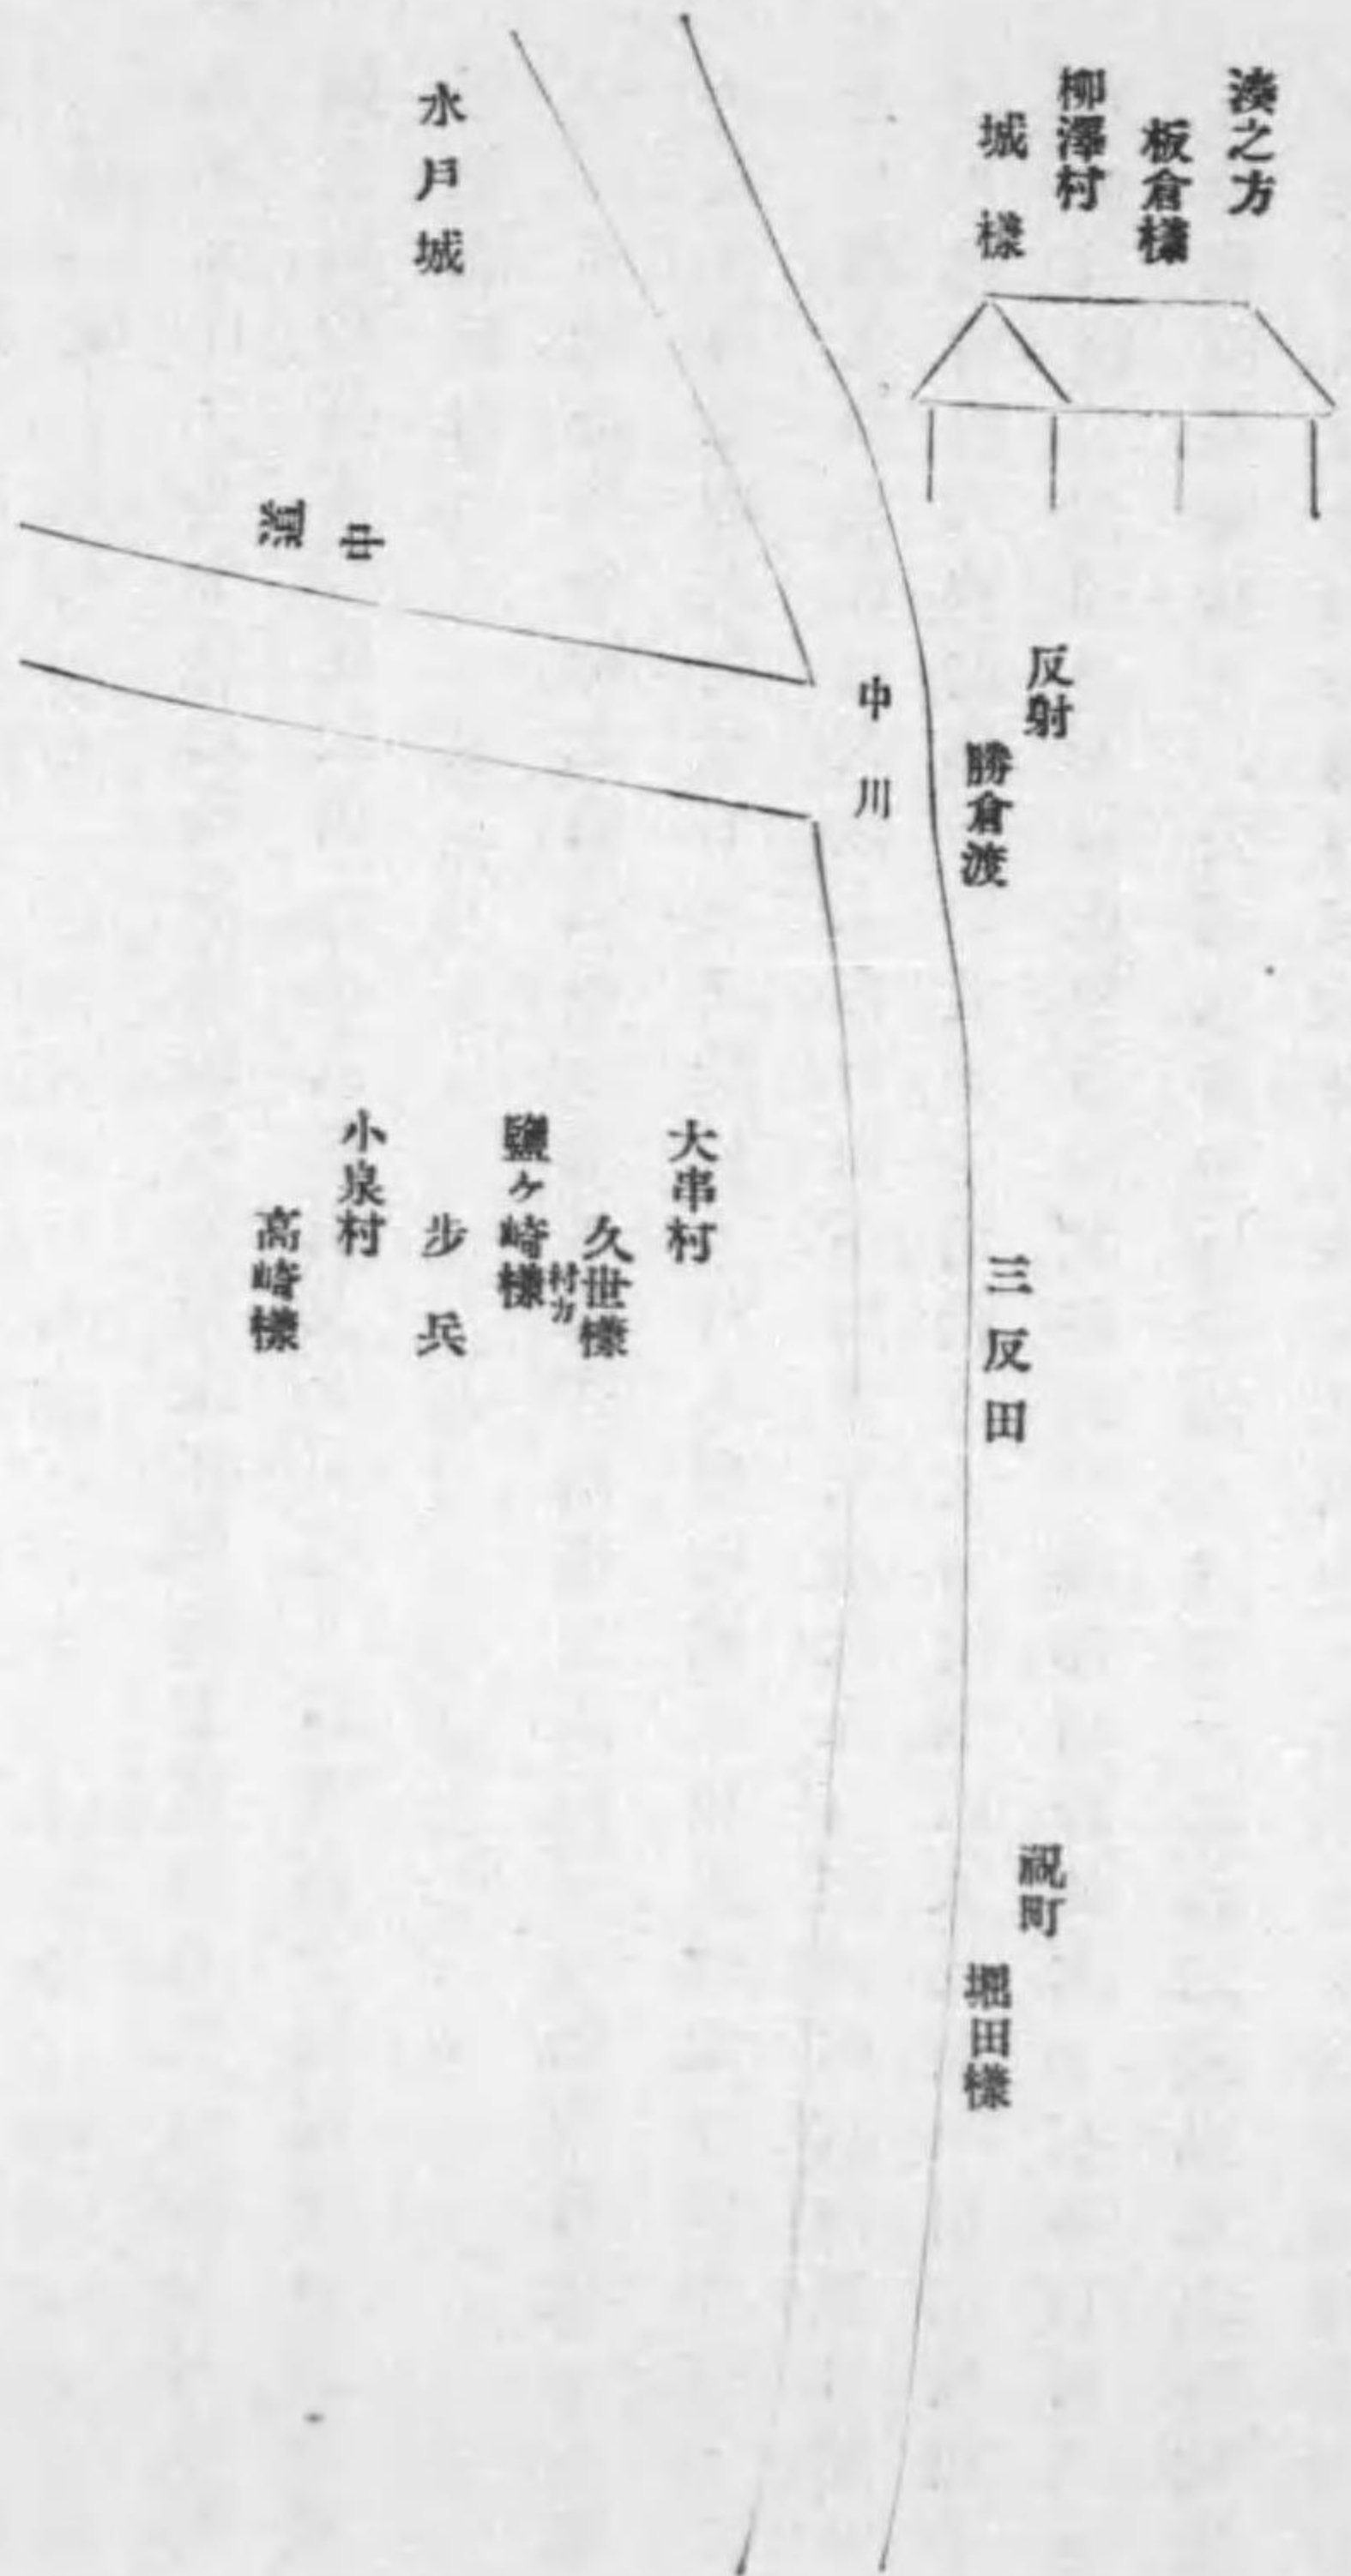 湊之方
板倉様
柳澤村
城様
反射
勝倉渡
中川
水戸城
中道
三反田
大串村
久世様
村カ
鹽ヶ崎様
歩兵
小泉村
高崎様
祝町
堀田様